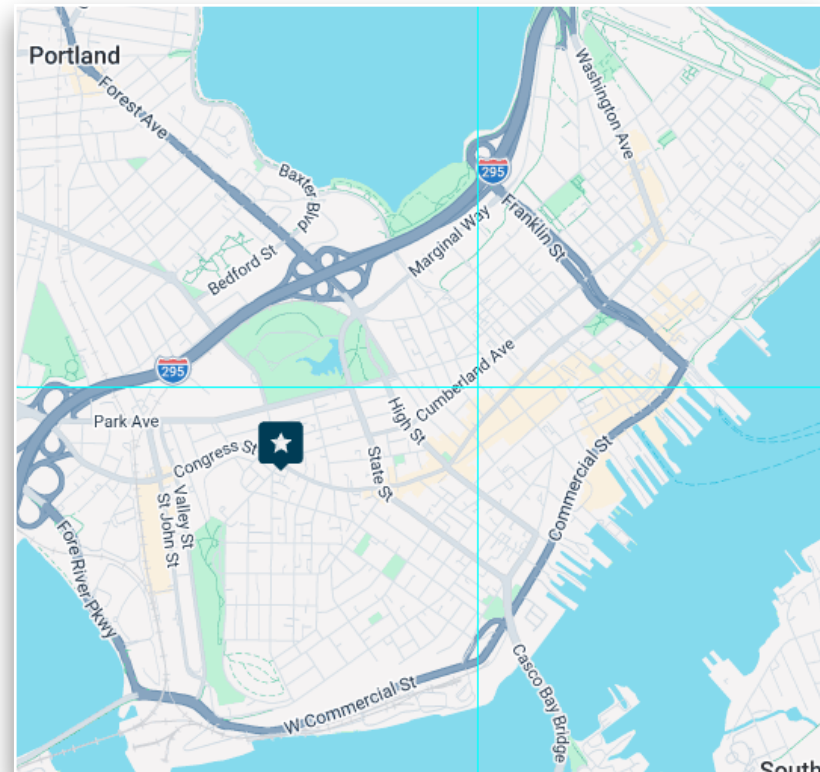 Portland
Forest Ave
Washington Ave
295
Baxter Blvd
Franklin St
Marginal Way
Bedford St
295
Cumberland Ave
Park Ave
High St
Congress St
State St
Commercial St
Valley St
St John St
Fore River Pkwy
W Commercial St
Casco Bay Bridge
South